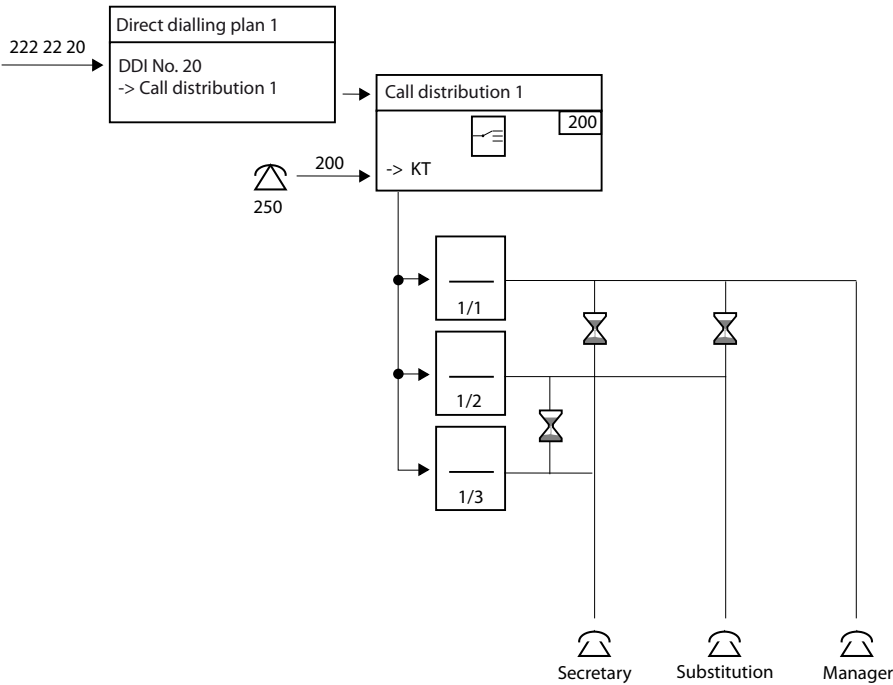 Direct dialling plan 1
222 22 20
DDI No. 20
-> Call distribution 1
Call distribution 1
200
200
-> KT
250
1/1
1/2
1/3
Secretary
Substitution
Manager